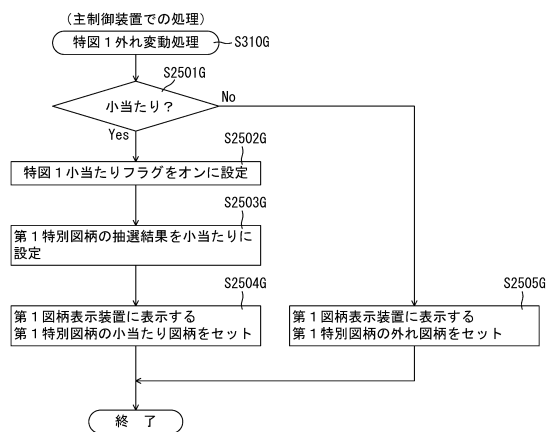 （主制御装置での処理）
特図１外れ変動処理
S310G
S2501G
小当たり？
No
Yes
S2502G
特図１小当たりフラグをオンに設定
S2503G
第１特別図柄の抽選結果を小当たりに
設定
S2504G
第１図柄表示装置に表示する
第１特別図柄の小当たり図柄をセット
S2505G
第１図柄表示装置に表示する
第１特別図柄の外れ図柄をセット
終　了